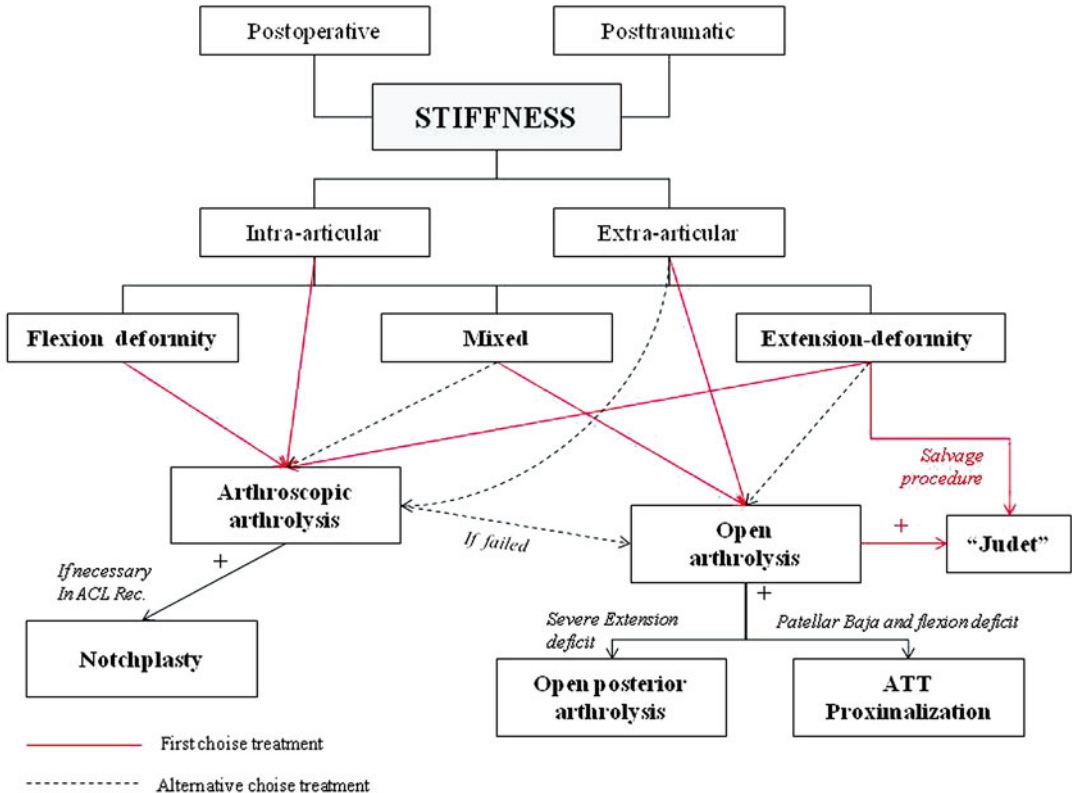 Postoperative
Posttraumatic
STIFFNESS
Intra-articular
Extra-articular
Flexion deformity
Mixed
Extension-deformity
Salvage
procedure
Arthroscopic
arthrolysis
If failed
Open
arthrolysis
+
"Judet"
+
If necessary
In ACL Rec.
+
Severe Extension
deficit
Patellar Baja and flexion deficit
Notchplasty
Open posterior
arthrolysis
ATT
Proximalization
First choise treatment
Alternative choise treatment